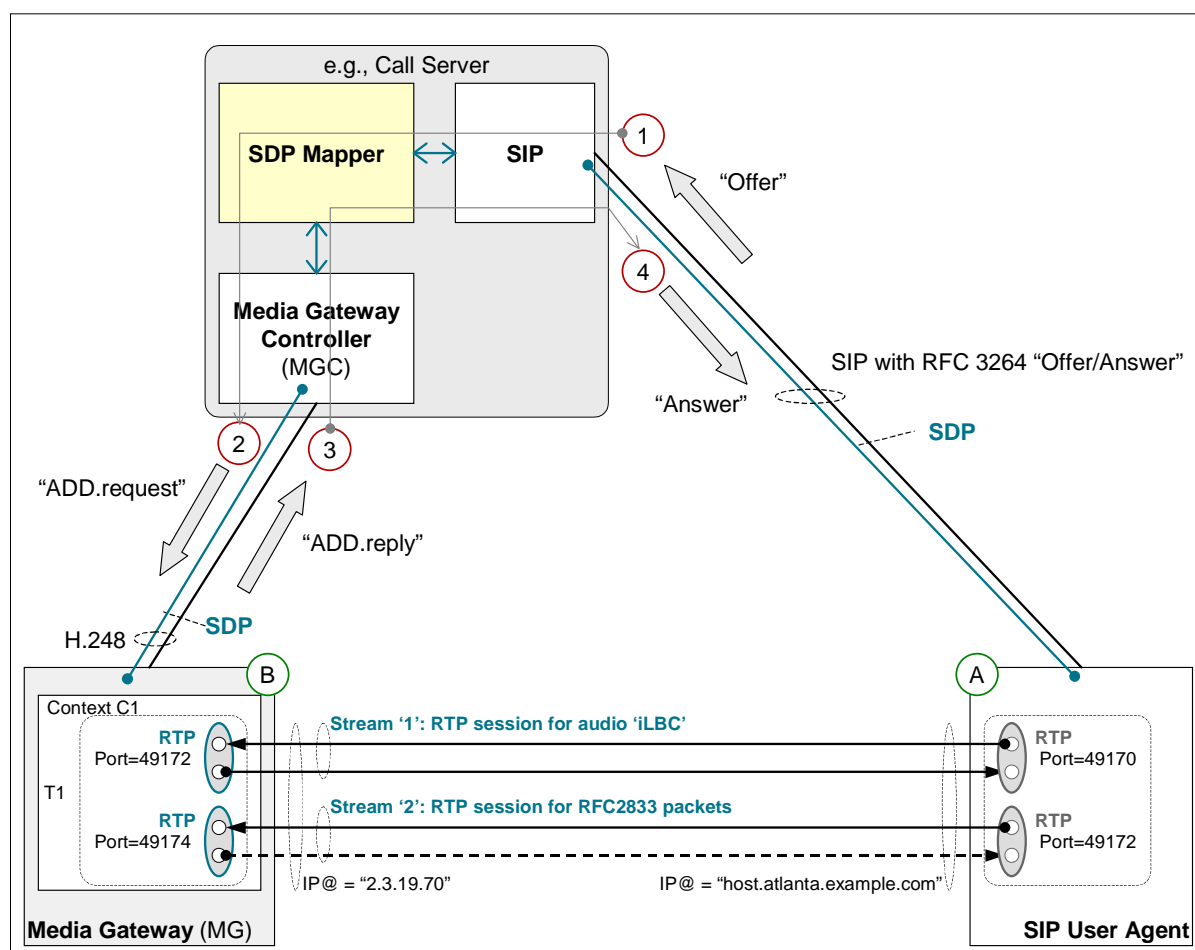 e.g., Call Server
SDP Mapper
SIP
1
“Offer”
4
Media Gateway
Controller
(MGC)
SIP with RFC 3264 “Offer/Answer”
“Answer”
SDP
2
3
“ADD.request”
“ADD.reply”
SDP
H.248
B
A
Context C1
Stream ‘1’: RTP session for audio ‘iLBC’
RTP
Port=49172
RTP
Port=49170
T1
Stream ‘2’: RTP session for RFC2833 packets
RTP
Port=49174
RTP
Port=49172
IP@ = “2.3.19.70”
IP@ = “host.atlanta.example.com”
Media Gateway (MG)
SIP User Agent